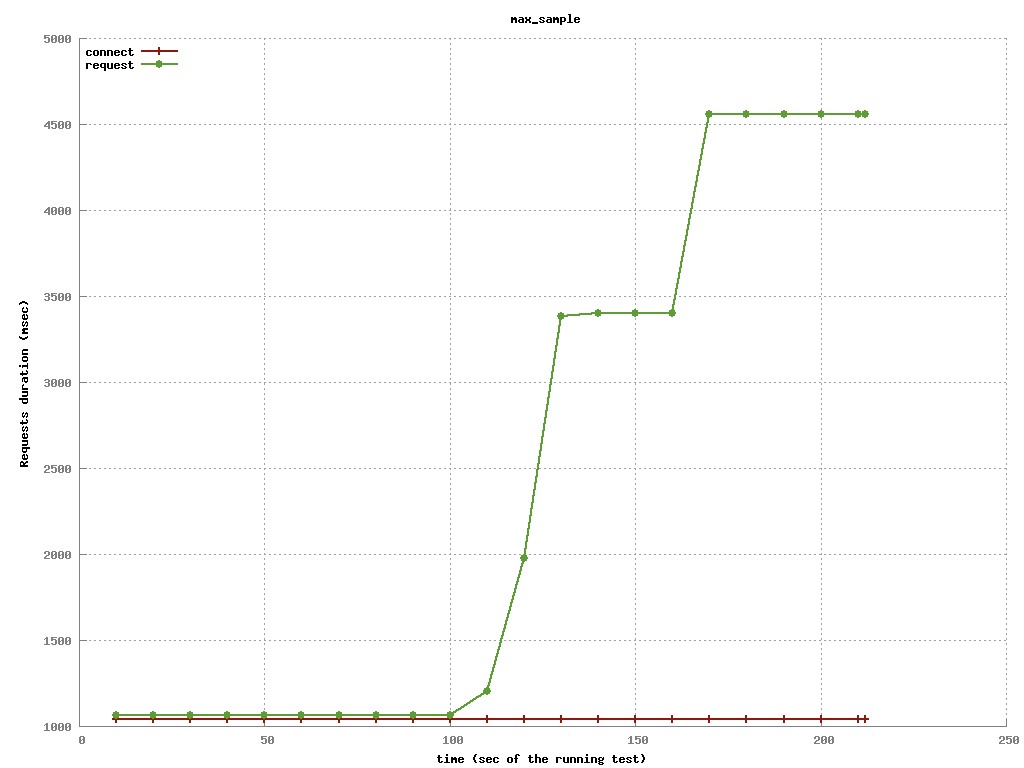 max_sample
5000
connect
request
4500
4000
3500
3000
2500
2000
1500
1000
Requests duration (msec)
0 50 100 150 200 250
time (sec of the running test)